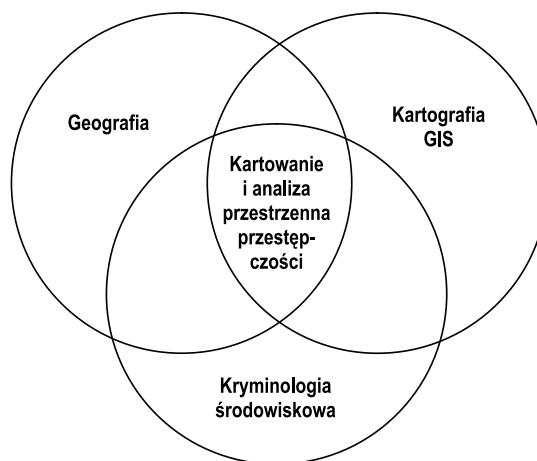 Geografia
Kartografia
GIS
Kartowanie
i analiza
przestrzenna
przestęp-
czości
Kryminologia
środowiskowa